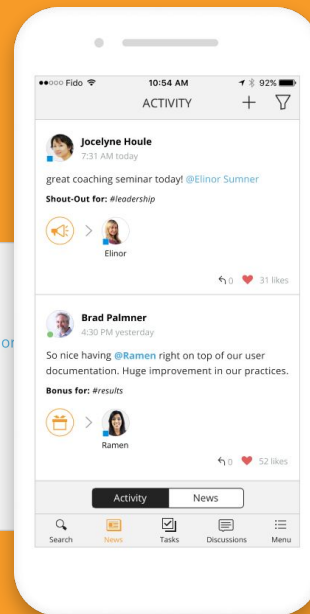 Fido 10:54 AM 92%
ACTIVITY
Jocelyne Houle
7:31 AM today
great coaching seminar today! @Elinor Sumner
Shout-Out for: #leadership
Elinor
0 31 likes
Brad Palmner
4:30 PM yesterday
So nice having @Ramen right on top of our user
documentation. Huge improvement in our practices.
Bonus for: #results
Ramen
0 52 likes
Activity News
Search News Tasks Discussions Menu